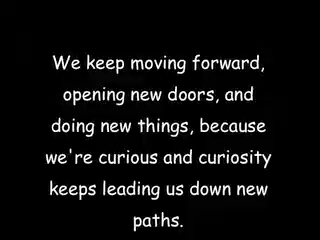 We keep moving forward,
opening new doors, and
doing new things, because
we're curious and curiosity
keeps leading us down new
paths.